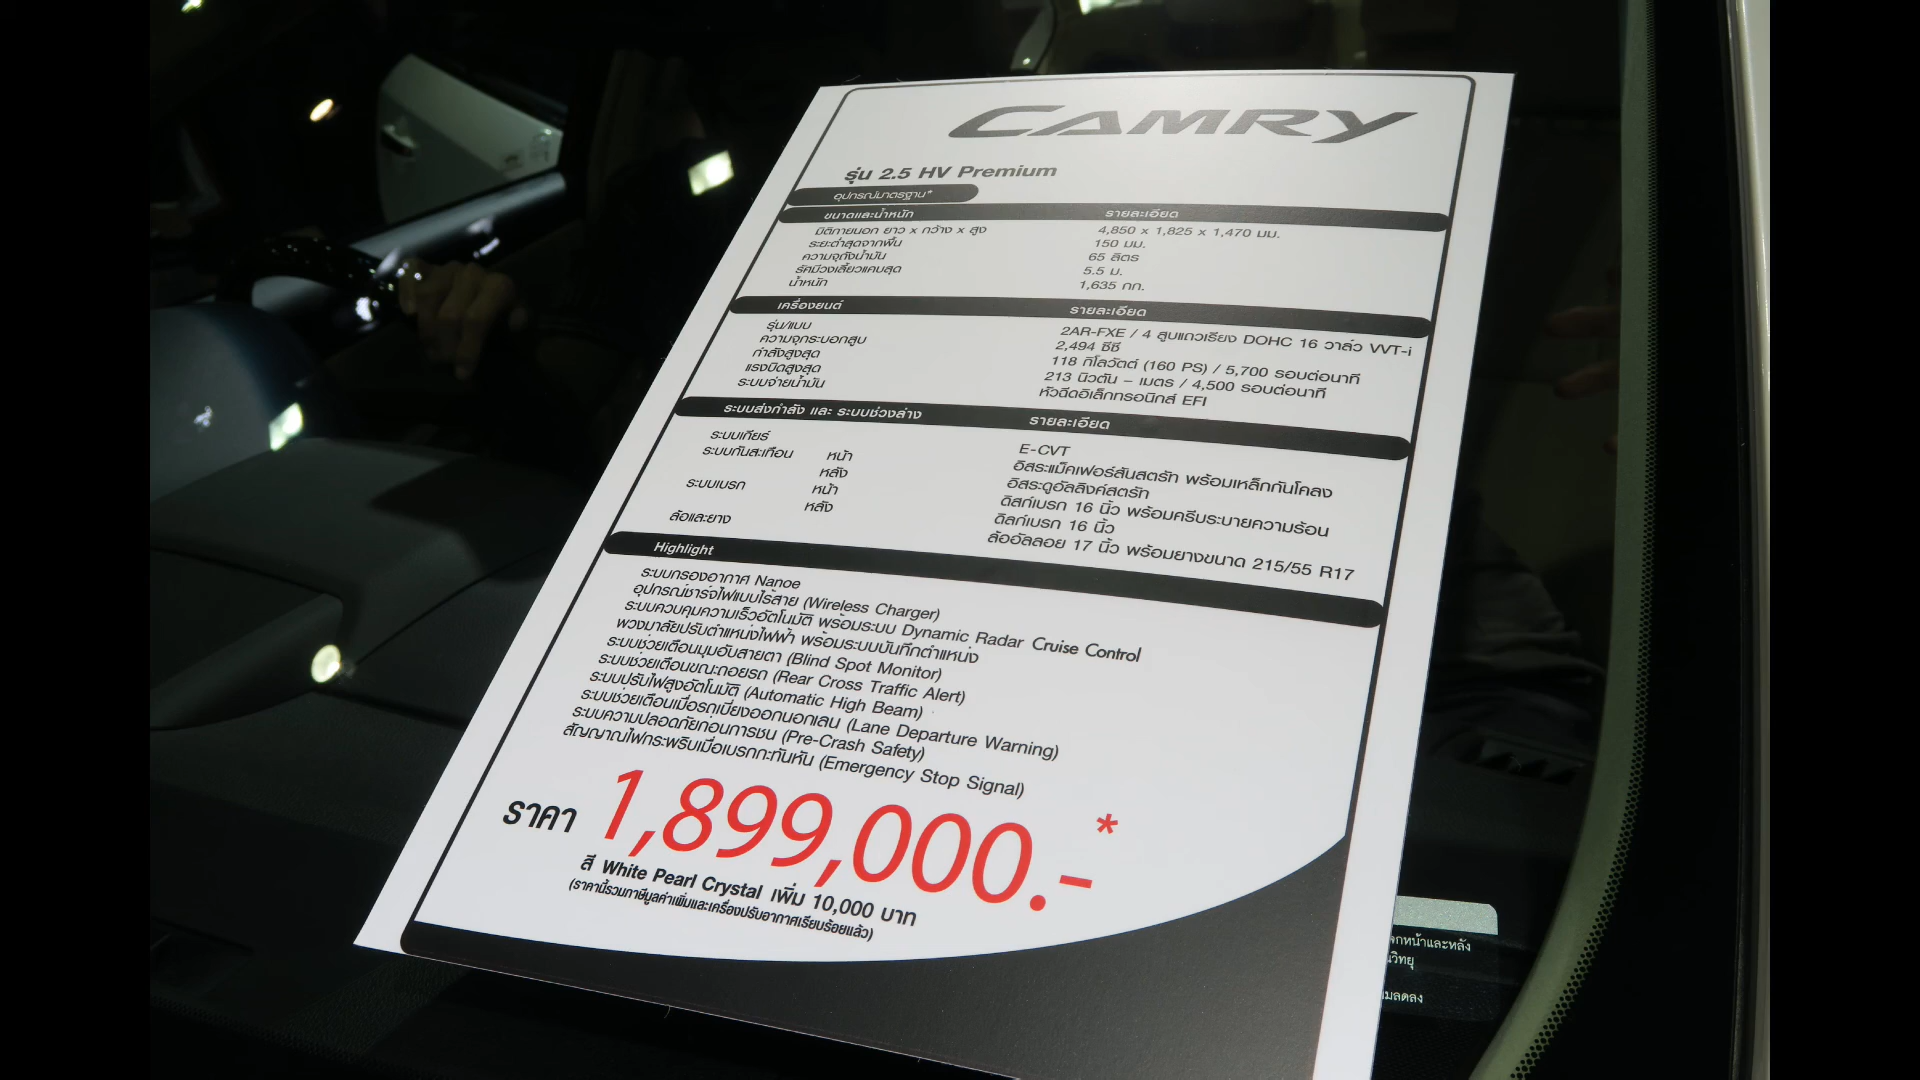 CAMRY
รุ่น 2.5 HV Premium
อุปกรณ์มาตรฐาน*
ขนาดและน้ำหนัก รายละเอียด
มิติภายนอก ยาว x กว้าง x สูง 4,850 x 1,825 x 1,470 มม.
ระยะต่ำสุดจากพื้น 150 มม.
ความจุถังน้ำมัน 65 ลิตร
รัศมีวงเลี้ยวแคบสุด 5.5 ม.
น้ำหนัก 1,635 กก.
เครื่องยนต์ รายละเอียด
รุ่น/แบบ 2AR-FXE / 4 สูบแถวเรียง DOHC 16 วาล์ว VVT-i
ความจุกระบอกสูบ 2,494 ซีซี
กำลังสูงสุด 118 กิโลวัตต์ (160 PS) / 5,700 รอบต่อนาที
แรงบิดสูงสุด 213 นิวตัน – เมตร / 4,500 รอบต่อนาที
ระบบจ่ายน้ำมัน หัวฉีดอิเล็กทรอนิกส์ EFI
ระบบส่งกำลัง และ ระบบช่วงล่าง รายละเอียด
ระบบเกียร์ E-CVT
ระบบกันสะเทือน หน้า อิสระแม็คเฟอร์สันสตรัท พร้อมเหล็กกันโคลง
หลัง อิสระดูอัลลิงค์สตรัท
ระบบเบรก หน้า ดิสก์เบรก 16 นิ้ว พร้อมครีบระบายความร้อน
หลัง ดิสก์เบรก 16 นิ้ว
ล้อและยาง ล้ออัลลอย 17 นิ้ว พร้อมยางขนาด 215/55 R17
Highlight
ระบบกรองอากาศ Nanoe
อุปกรณ์ชาร์จไฟแบบไร้สาย (Wireless Charger)
ระบบควบคุมความเร็วอัตโนมัติ พร้อมระบบ Dynamic Radar Cruise Control
พวงมาลัยปรับตำแหน่งไฟฟ้า พร้อมระบบบันทึกตำแหน่ง
ระบบช่วยเตือนมุมอับสายตา (Blind Spot Monitor)
ระบบช่วยเตือนขณะถอยรถ (Rear Cross Traffic Alert)
ระบบปรับไฟสูงอัตโนมัติ (Automatic High Beam)
ระบบช่วยเตือนเมื่อรถเบี่ยงออกนอกเลน (Lane Departure Warning)
ระบบความปลอดภัยก่อนการชน (Pre-Crash Safety)
สัญญาณไฟกระพริบเมื่อเบรกกะทันหัน (Emergency Stop Signal)
ราคา 1,899,000.-*
สี White Pearl Crystal เพิ่ม 10,000 บาท
(ราคานี้รวมภาษีมูลค่าเพิ่มและเครื่องปรับอากาศเรียบร้อยแล้ว)